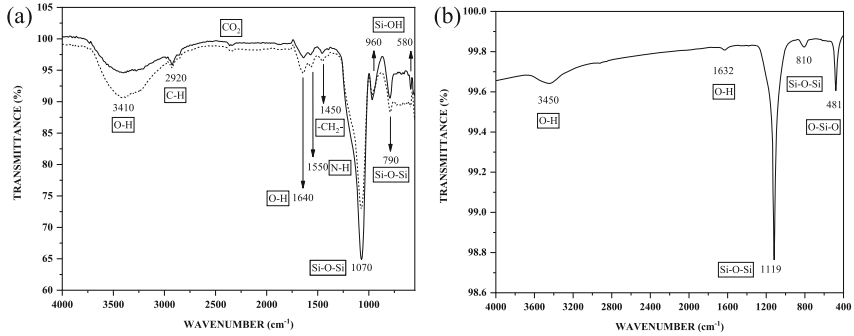 (a)
TRANSMITTANCE (%)
105
100
95
90
85
80
75
70
65
60
CO2
Si-OH
960
580
2920
C-H
3410
O-H
1450
-CH2-
1550
N-H
790
Si-O-Si
O-H
1640
Si-O-Si
1070
4000
3500
3000
2500
2000
1500
1000
WAVENUMBER (cm-1)
(b)
TRANSMITTANCE (%)
100.0
99.8
99.6
99.4
99.2
99.0
98.8
98.6
3450
O-H
1632
O-H
810
Si-O-Si
481
O-Si-O
Si-O-Si
1119
4000
3600
3200
2800
2400
2000
1600
1200
800
400
WAVENUMBER (cm-1)